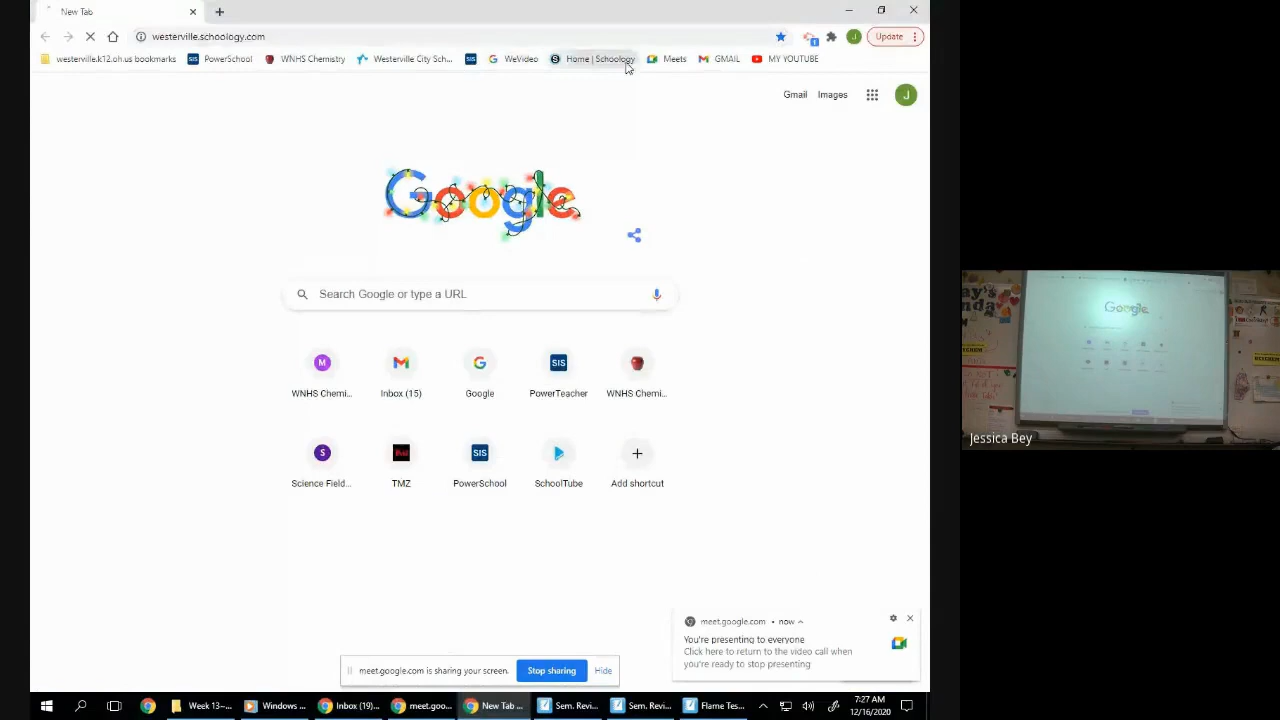 New Tab
westerville.schoology.com
Update
westerville.k12.oh.us bookmarks SIS PowerSchool WNHS Chemistry Westerville City Sch... SIS WeVideo Home | Schoology Meets GMAIL MY YOUTUBE
Gmail Images J
Google
Search Google or type a URL
M SIS
WNHS Chemi... Inbox (15) Google PowerTeacher WNHS Chemi...
S SIS
Science Field... TMZ PowerSchool SchoolTube Add shortcut
meet.google.com • now
You're presenting to everyone
Click here to return to the video call when
you're ready to stop presenting
meet.google.com is sharing your screen. Stop sharing Hide
Week 13~... Windows ... Inbox (19)... meet.goo... New Tab ... Sem. Revi... Sem. Revi... Flame Tes...
7:27 AM
12/16/2020
Google
Jessica Bey